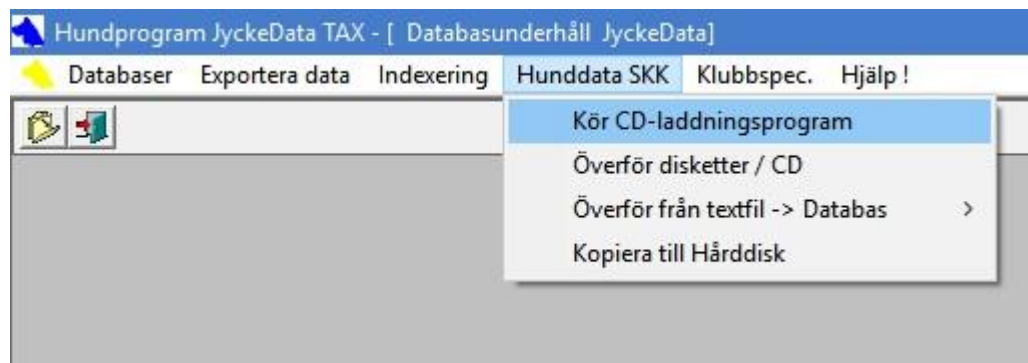 Hundprogram JyckeData TAX - [ Databasunderhåll JyckeData]
Databaser Exportera data Indexering Hunddata SKK Klubbspec. Hjälp !
Kör CD-laddningsprogram
Överför disketter / CD
Överför från textfil -> Databas >
Kopiera till Hårddisk